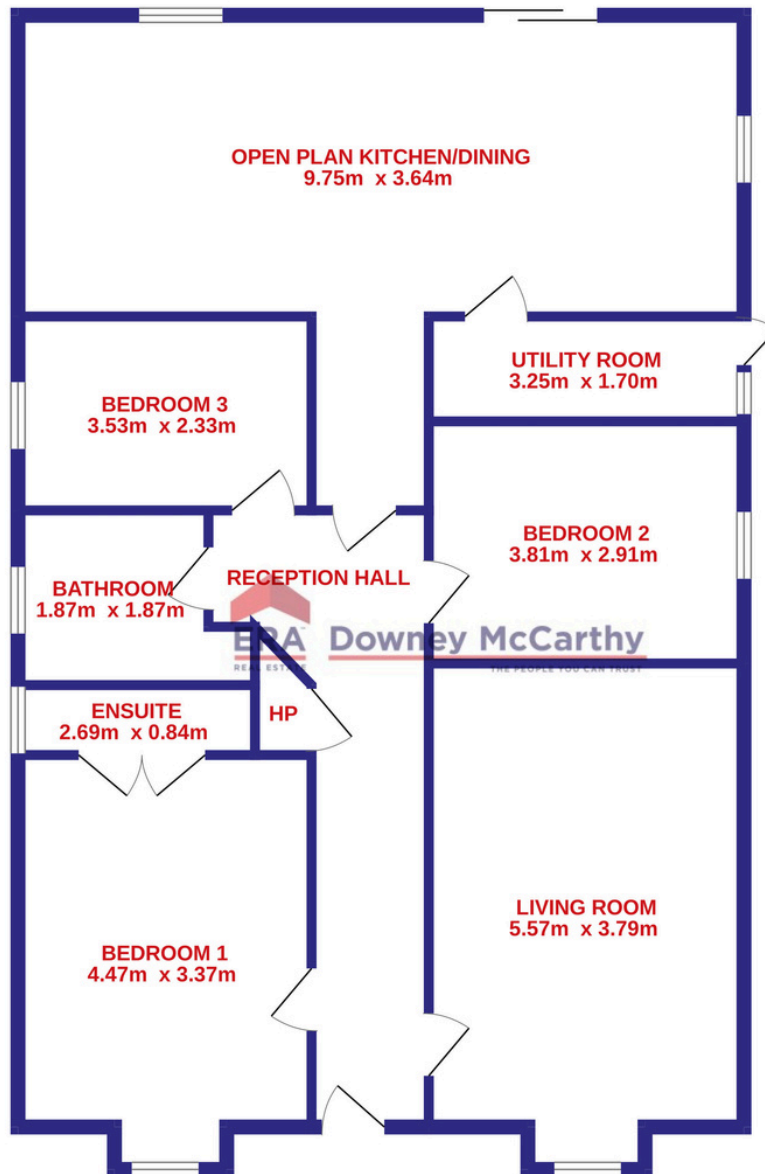 OPEN PLAN KITCHEN/DINING
9.75m x 3.64m
UTILITY ROOM
3.25m x 1.70m
BEDROOM 3
3.53m x 2.33m
BEDROOM 2
3.81m x 2.91m
RECEPTION HALL
BATHROOM
1.87m x 1.87m
ERA Downey McCarthy
REAL ESTATE THE PEOPLE YOU CAN TRUST
ENSUITE
2.69m x 0.84m
HP
LIVING ROOM
5.57m x 3.79m
BEDROOM 1
4.47m x 3.37m